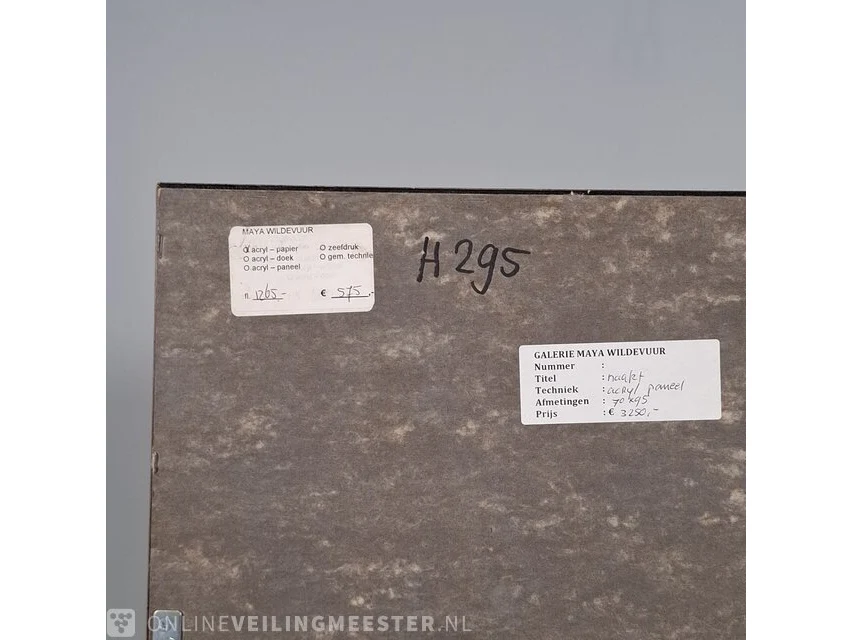 MAYA WILDEVUUR
O acryl – papier O zeefdruk
O acryl – doek O gem. techniek
O acryl – paneel
fl. 1265,- € 575,-
H 295
GALERIE MAYA WILDEVUUR
Nummer :
Titel : naakt
Techniek : acryl paneel
Afmetingen : 70x95
Prijs : € 3250,-
ONLINEVEILINGMEESTER.NL